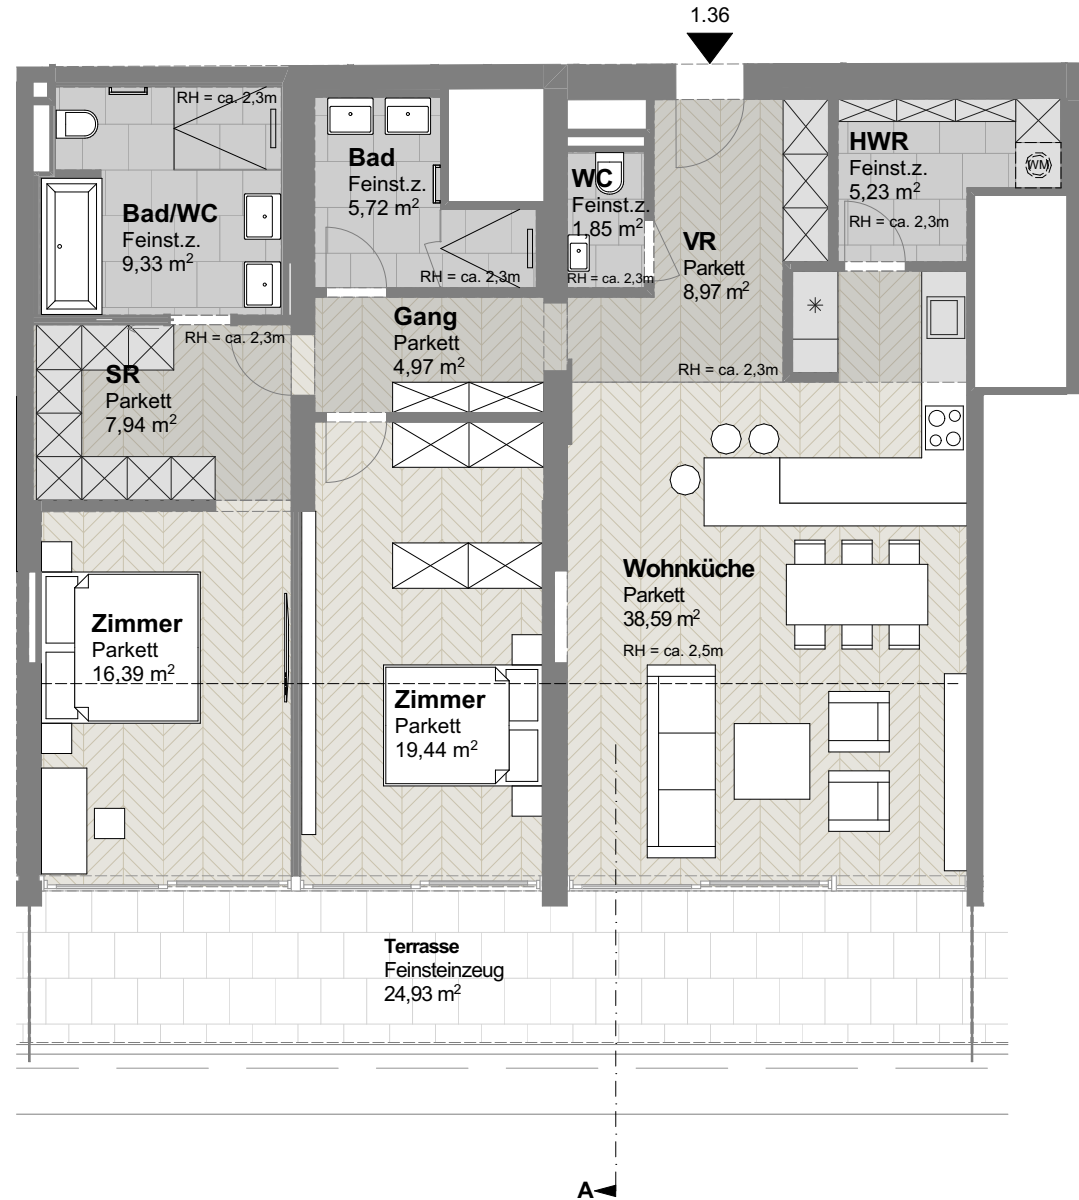 1.36
RH = ca. 2,3m
Bad/WC
Feinst.z.
9,33 m²
Bad
Feinst.z.
5,72 m²
RH = ca. 2,3m
WC
Feinst.z.
1,85 m²
RH = ca. 2,3m
VR
Parkett
8,97 m²
RH = ca. 2,3m
HWR
Feinst.z.
5,23 m²
RH = ca. 2,3m
WM
Gang
Parkett
4,97 m²
RH = ca. 2,3m
SR
Parkett
7,94 m²
Zimmer
Parkett
16,39 m²
Zimmer
Parkett
19,44 m²
Wohnküche
Parkett
38,59 m²
RH = ca. 2,5m
Terrasse
Feinsteinzeug
24,93 m²
A